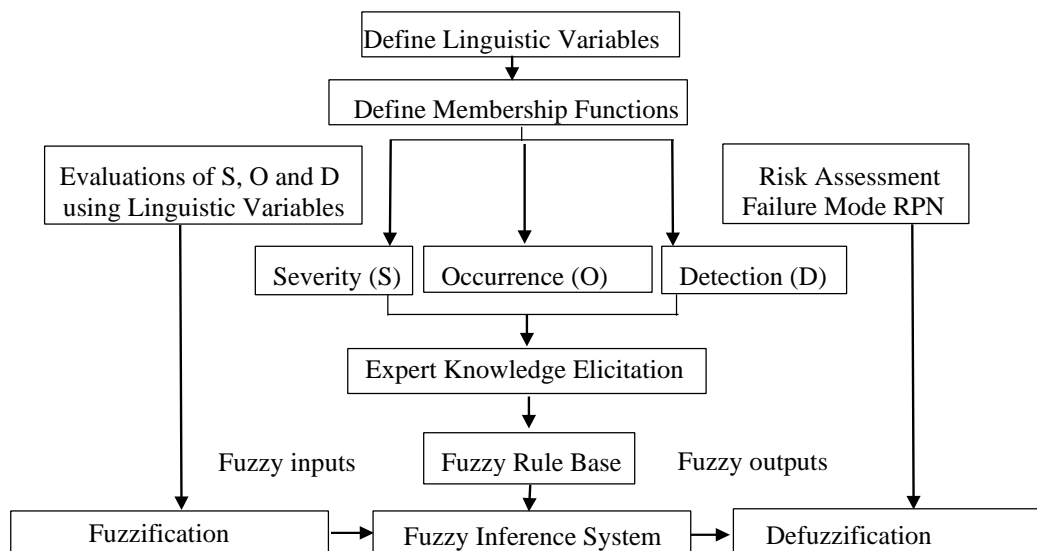 Define Linguistic Variables
Define Membership Functions
Evaluations of S, O and D
using Linguistic Variables
Risk Assessment
Failure Mode RPN
Severity (S)
Occurrence (O)
Detection (D)
Expert Knowledge Elicitation
Fuzzy inputs
Fuzzy Rule Base
Fuzzy outputs
Fuzzification
Fuzzy Inference System
Defuzzification